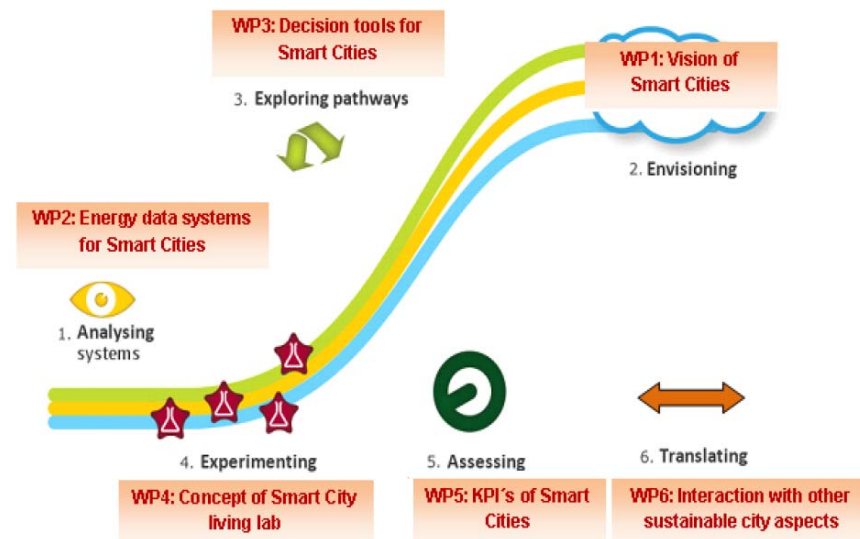 WP3: Decision tools for
Smart Cities
3. Exploring pathways
WP1: Vision of
Smart Cities
2. Envisioning
WP2: Energy data systems
for Smart Cities
1. Analysing
systems
4. Experimenting
WP4: Concept of Smart City
living lab
5. Assessing
WP5: KPI´s of Smart
Cities
6. Translating
WP6: Interaction with other
sustainable city aspects